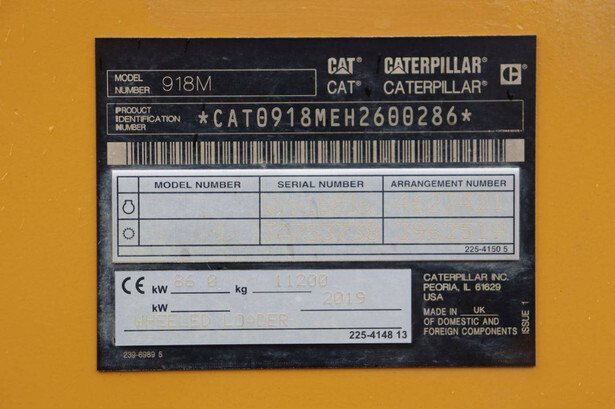 CAT® CATERPILLAR®
MODEL NUMBER 918M
CAT® CATERPILLAR® C
PRODUCT IDENTIFICATION NUMBER *CAT0918MEH2600286*
MODEL NUMBER SERIAL NUMBER ARRANGEMENT NUMBER
225-4150 5
CE kW 86.0 kg 11200
kW 2019
WHEELED LOADER
225-4148 13
CATERPILLAR INC.
PEORIA, IL 61629
USA
MADE IN UK
OF DOMESTIC AND
FOREIGN COMPONENTS
ISSUE 1
239-6989 5